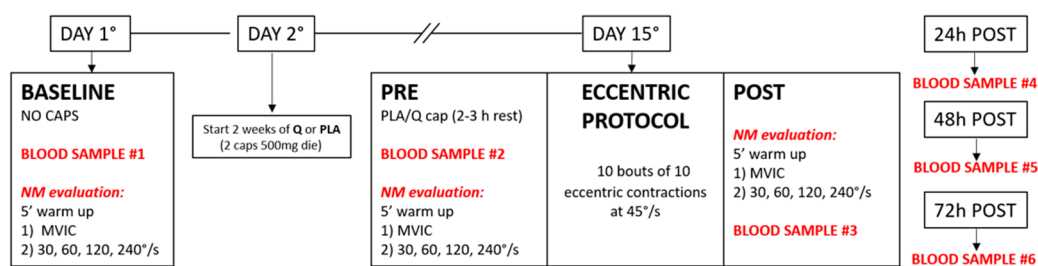 DAY 1°
DAY 2°
DAY 15°
24h POST
BLOOD SAMPLE #4
48h POST
BLOOD SAMPLE #5
72h POST
BLOOD SAMPLE #6
BASELINE
NO CAPS
BLOOD SAMPLE #1
NM evaluation:
5’ warm up
1) MVIC
2) 30, 60, 120, 240°/s
Start 2 weeks of Q or PLA
(2 caps 500mg die)
PRE
PLA/Q cap (2-3 h rest)
BLOOD SAMPLE #2
NM evaluation:
5’ warm up
1) MVIC
2) 30, 60, 120, 240°/s
ECCENTRIC
PROTOCOL
10 bouts of 10
eccentric contractions
at 45°/s
POST
NM evaluation:
5’ warm up
1) MVIC
2) 30, 60, 120, 240°/s
BLOOD SAMPLE #3